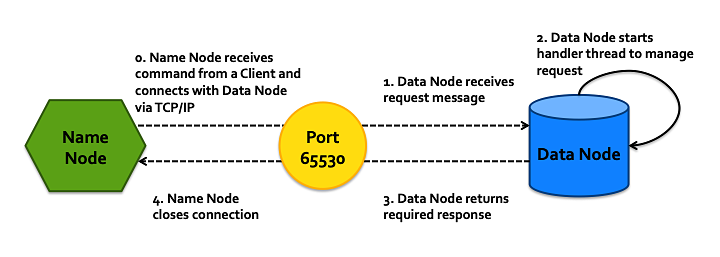 0. Name Node receives
command from a Client and
connects with Data Node
via TCP/IP
1. Data Node receives
request message
2. Data Node starts
handler thread to manage
request
Name
Node
Port
65530
Data Node
4. Name Node
closes connection
3. Data Node returns
required response